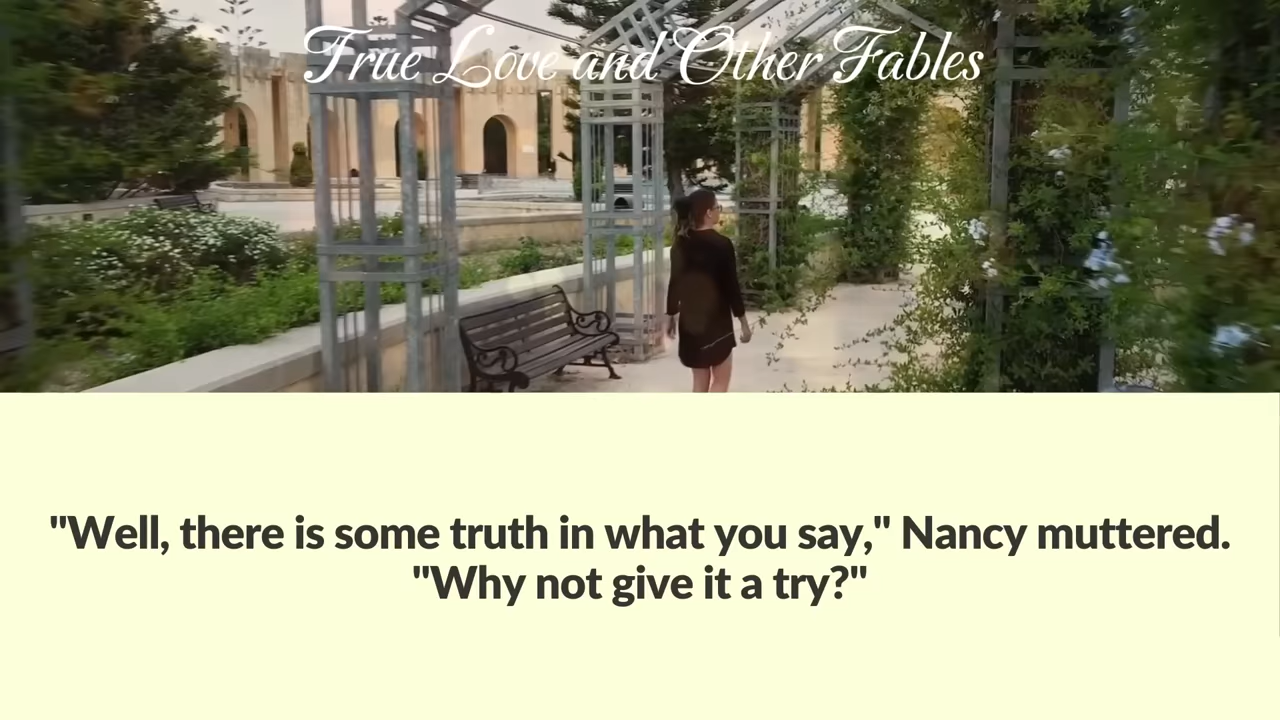 True Love and Other Fables
"Well, there is some truth in what you say," Nancy muttered.
"Why not give it a try?"